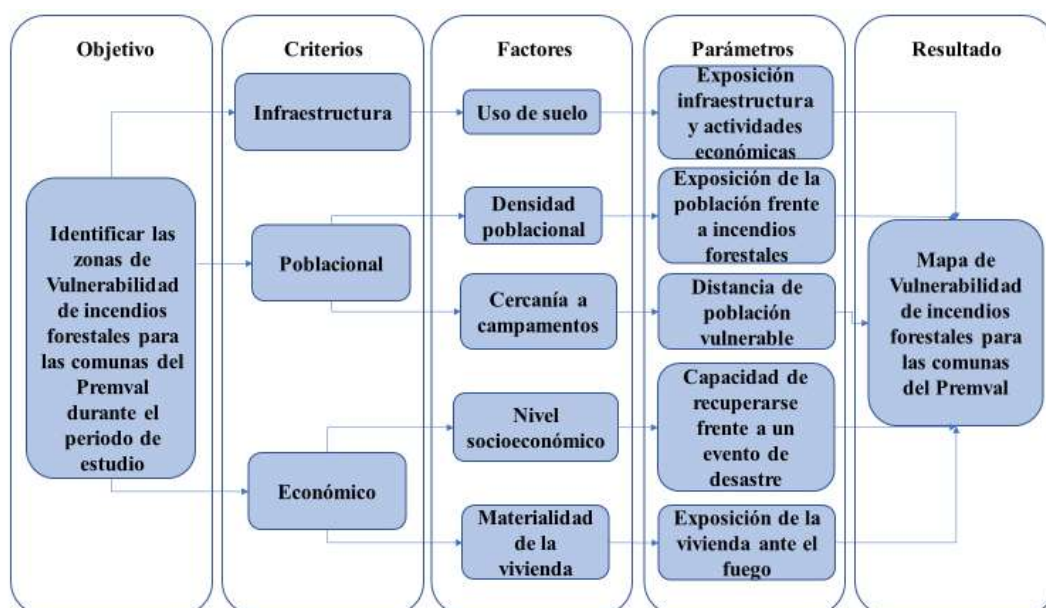 Objetivo
Identificar las
zonas de
Vulnerabilidad
de incendios
forestales para
las comunas del
Premval
durante el
periodo de
estudio
Criterios
Infraestructura
Poblacional
Económico
Factores
Uso de suelo
Densidad
poblacional
Cercanía a
campamentos
Nivel
socioeconómico
Materialidad
de la
vivienda
Parámetros
Exposición
infraestructura
y actividades
económicas
Exposición de la
población frente
a incendios
forestales
Distancia de
población
vulnerable
Capacidad de
recuperarse
frente a un
evento de
desastre
Exposición de la
vivienda ante el
fuego
Resultado
Mapa de
Vulnerabilidad
de incendios
forestales para
las comunas
del Premval